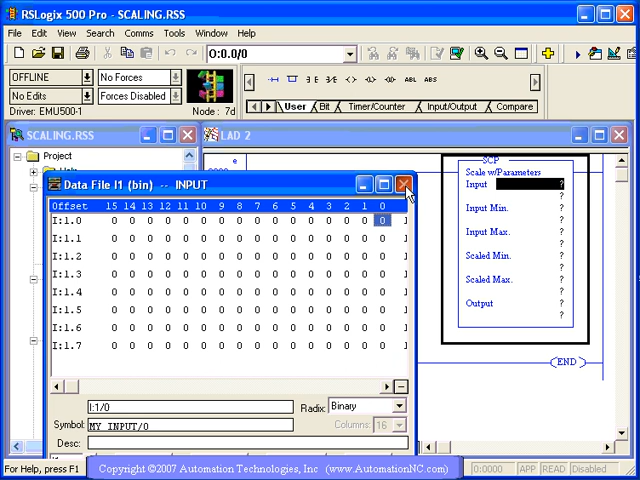 RSLogix 500 Pro - SCALING.RSS
File Edit View Search Comms Tools Window Help
O:0.0/0
OFFLINE No Forces
No Edits Forces Disabled
Driver: EMU500-1 Node : 7d
ABL ABS
User Bit Timer/Counter Input/Output Compare
SCALING.RSS
LAD 2
Project
Help
0000
e
SCP
Scale w/Parameters
Input ?
?
Input Min. ?
?
Input Max. ?
?
Scaled Min. ?
?
Scaled Max. ?
?
Output ?
?
END
Data File I1 (bin) -- INPUT
Offset 15 14 13 12 11 10 9 8 7 6 5 4 3 2 1 0
I:1.0 0 0 0 0 0 0 0 0 0 0 0 0 0 0 0 0
I:1.1 0 0 0 0 0 0 0 0 0 0 0 0 0 0 0 0
I:1.2 0 0 0 0 0 0 0 0 0 0 0 0 0 0 0 0
I:1.3 0 0 0 0 0 0 0 0 0 0 0 0 0 0 0 0
I:1.4 0 0 0 0 0 0 0 0 0 0 0 0 0 0 0 0
I:1.5 0 0 0 0 0 0 0 0 0 0 0 0 0 0 0 0
I:1.6 0 0 0 0 0 0 0 0 0 0 0 0 0 0 0 0
I:1.7 0 0 0 0 0 0 0 0 0 0 0 0 0 0 0 0
I:1/0 Radix: Binary
Symbol: MY_INPUT/0 Columns: 16
Desc:
For Help, press F1
Copyright ©2007 Automation Technologies, Inc (www.AutomationNC.com)
0:0000 APP READ Disabled